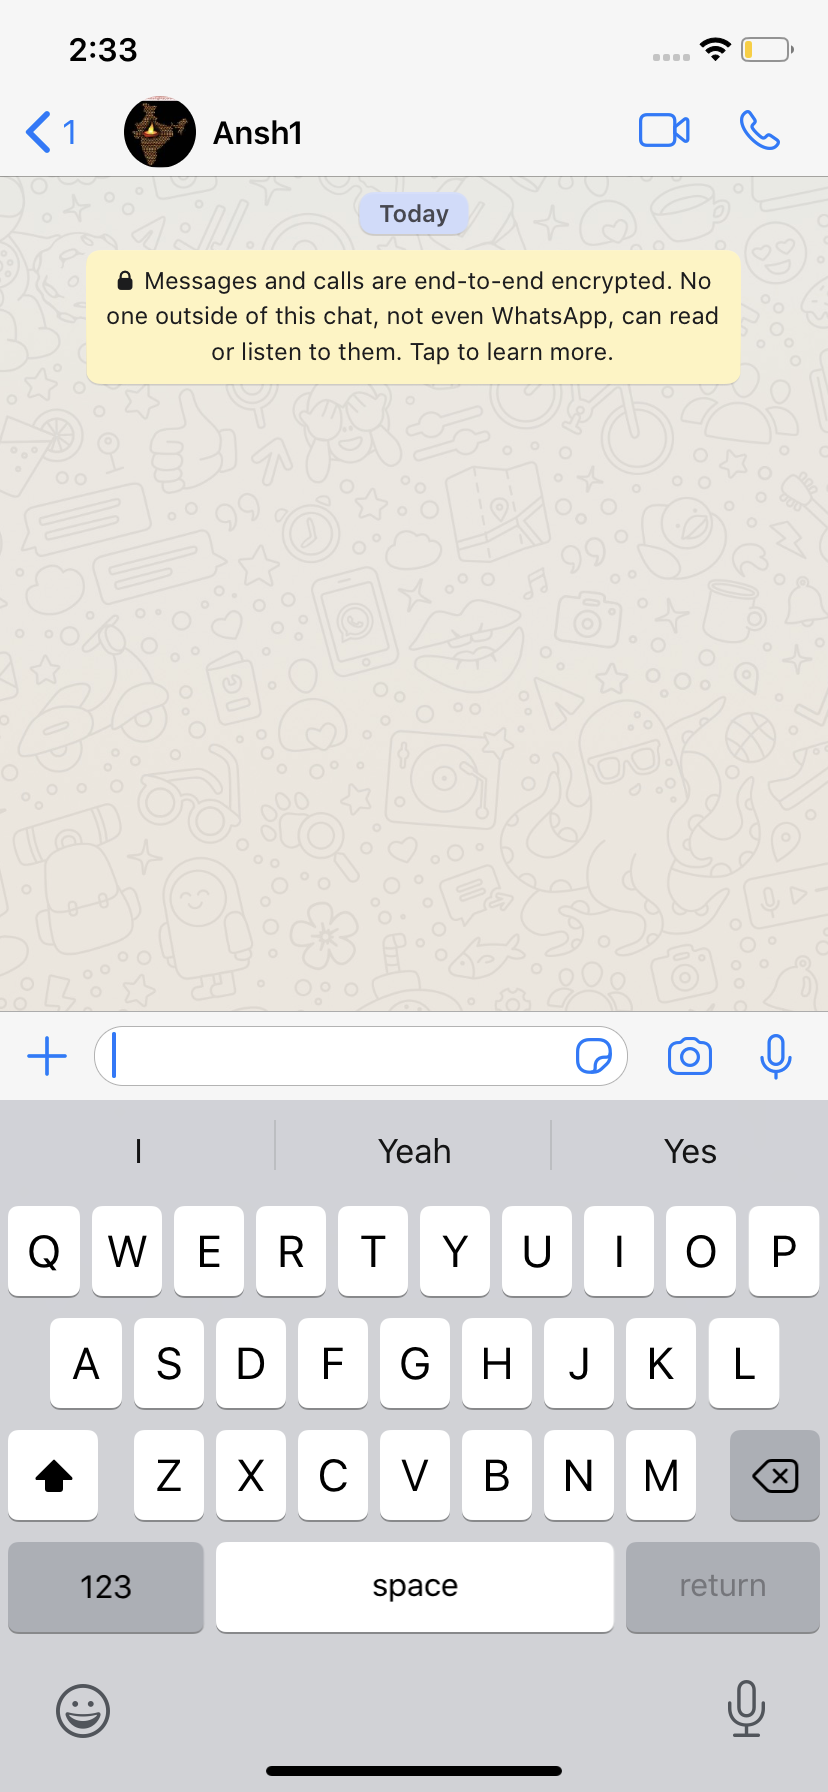 2:33
1
Ansh1
Today
Messages and calls are end-to-end encrypted. No
one outside of this chat, not even WhatsApp, can read
or listen to them. Tap to learn more.
I Yeah Yes
Q W E R T Y U I O P
A S D F G H J K L
Z X C V B N M
123 space return